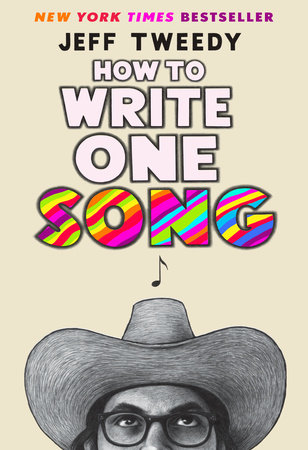 NEW YORK TIMES BESTSELLER
JEFF TWEEDY
HOW TO
WRITE
ONE
SONG